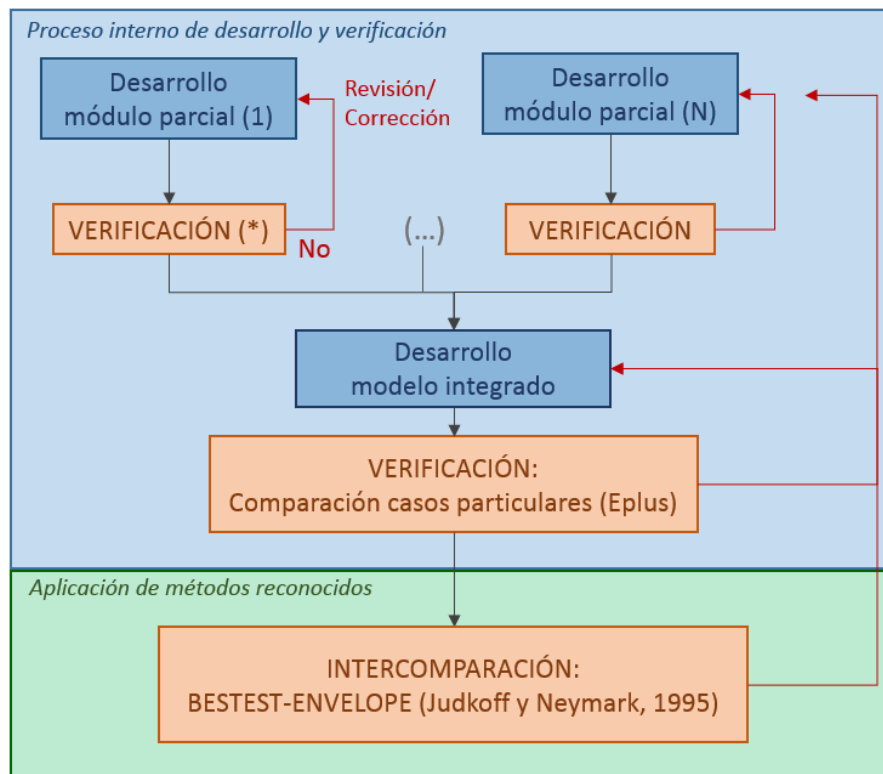 Proceso interno de desarrollo y verificación
Desarrollo
módulo parcial (1)
Revisión/
Corrección
Desarrollo
módulo parcial (N)
VERIFICACIÓN (*)
No
(...)
VERIFICACIÓN
Desarrollo
modelo integrado
VERIFICACIÓN:
Comparación casos particulares (Eplus)
Aplicación de métodos reconocidos
INTERCOMPARACIÓN:
BESTEST-ENVELOPE (Judkoff y Neymark, 1995)